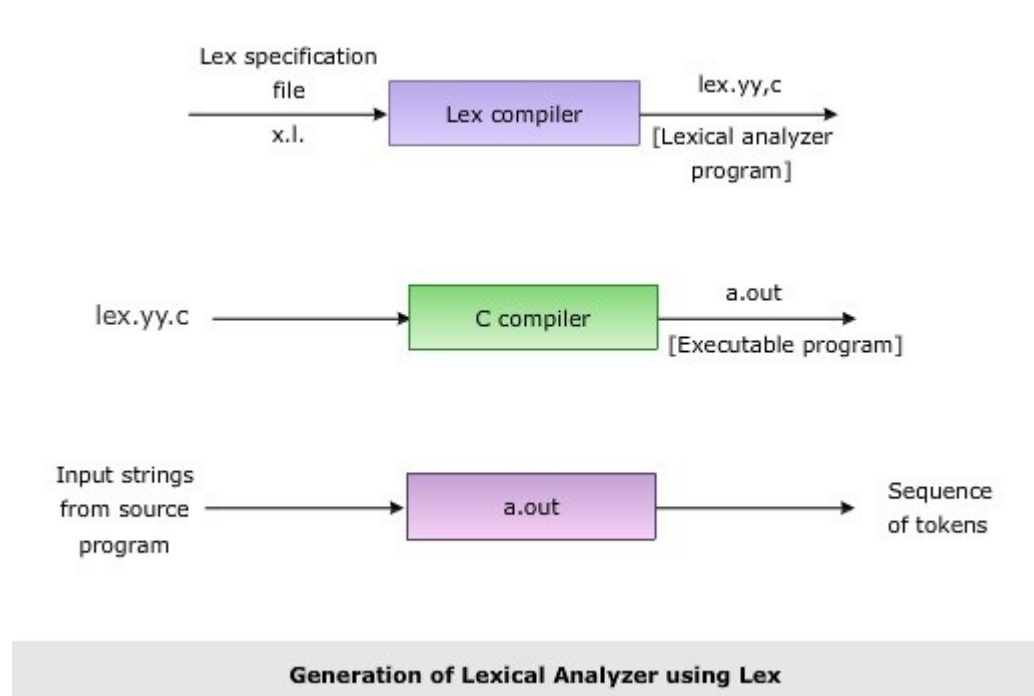 Lex specification
file
x.l.
Lex compiler
lex.yy,c
[Lexical analyzer
program]
lex.yy.c
C compiler
a.out
[Executable program]
Input strings
from source
program
a.out
Sequence
of tokens
Generation of Lexical Analyzer using Lex